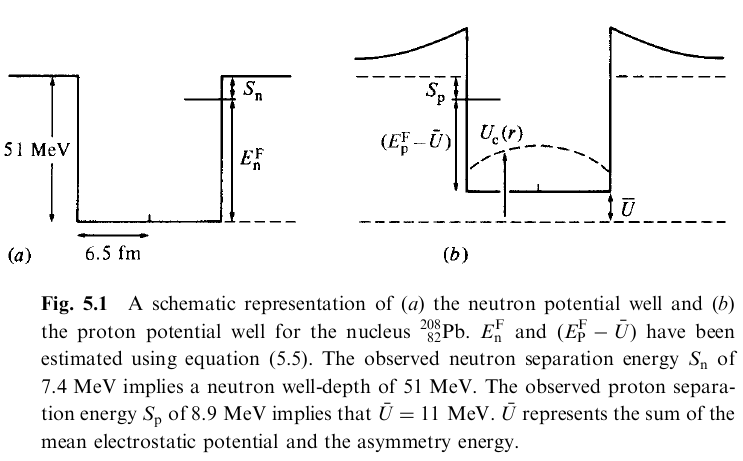 S_n
51 MeV
E_n^F
(a)
6.5 fm
S_p
(E_p^F – Ū)
U_c(r)
Ū
(b)
Fig. 5.1 A schematic representation of (a) the neutron potential well and (b)
the proton potential well for the nucleus ^208_82Pb. E_n^F and (E_P^F − Ū) have been
estimated using equation (5.5). The observed neutron separation energy S_n of
7.4 MeV implies a neutron well-depth of 51 MeV. The observed proton separa-
tion energy S_p of 8.9 MeV implies that Ū = 11 MeV. Ū represents the sum of the
mean electrostatic potential and the asymmetry energy.